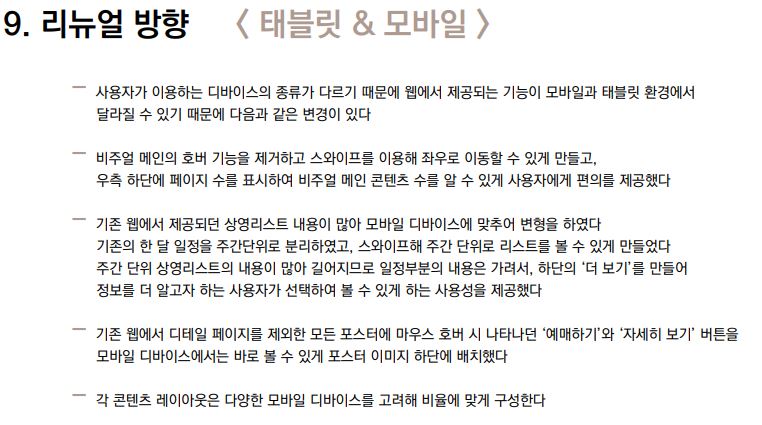 9. 리뉴얼 방향 〈 태블릿 & 모바일 〉
― 사용자가 이용하는 디바이스의 종류가 다르기 때문에 웹에서 제공되는 기능이 모바일과 태블릿 환경에서
달라질 수 있기 때문에 다음과 같은 변경이 있다
― 비주얼 메인의 호버 기능을 제거하고 스와이프를 이용해 좌우로 이동할 수 있게 만들고,
우측 하단에 페이지 수를 표시하여 비주얼 메인 콘텐츠 수를 알 수 있게 사용자에게 편의를 제공했다
― 기존 웹에서 제공되던 상영리스트 내용이 많아 모바일 디바이스에 맞추어 변형을 하였다
기존의 한 달 일정을 주간단위로 분리하였고, 스와이프해 주간 단위로 리스트를 볼 수 있게 만들었다
주간 단위 상영리스트의 내용이 많아 길어지므로 일정부분의 내용은 가려서, 하단의 ‘더 보기’를 만들어
정보를 더 알고자 하는 사용자가 선택하여 볼 수 있게 하는 사용성을 제공했다
― 기존 웹에서 디테일 페이지를 제외한 모든 포스터에 마우스 호버 시 나타나던 ‘예매하기’와 ‘자세히 보기’ 버튼을
모바일 디바이스에서는 바로 볼 수 있게 포스터 이미지 하단에 배치했다
― 각 콘텐츠 레이아웃은 다양한 모바일 디바이스를 고려해 비율에 맞게 구성한다